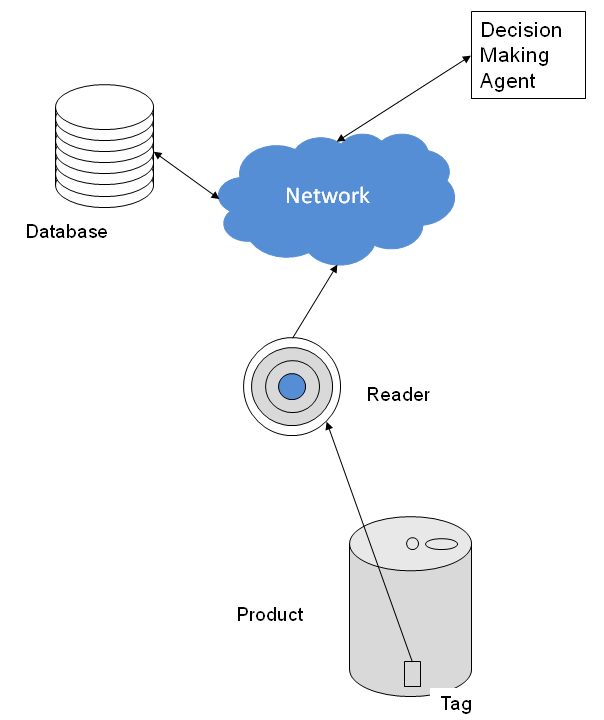 Decision
Making
Agent
Network
Database
Reader
Product
Tag